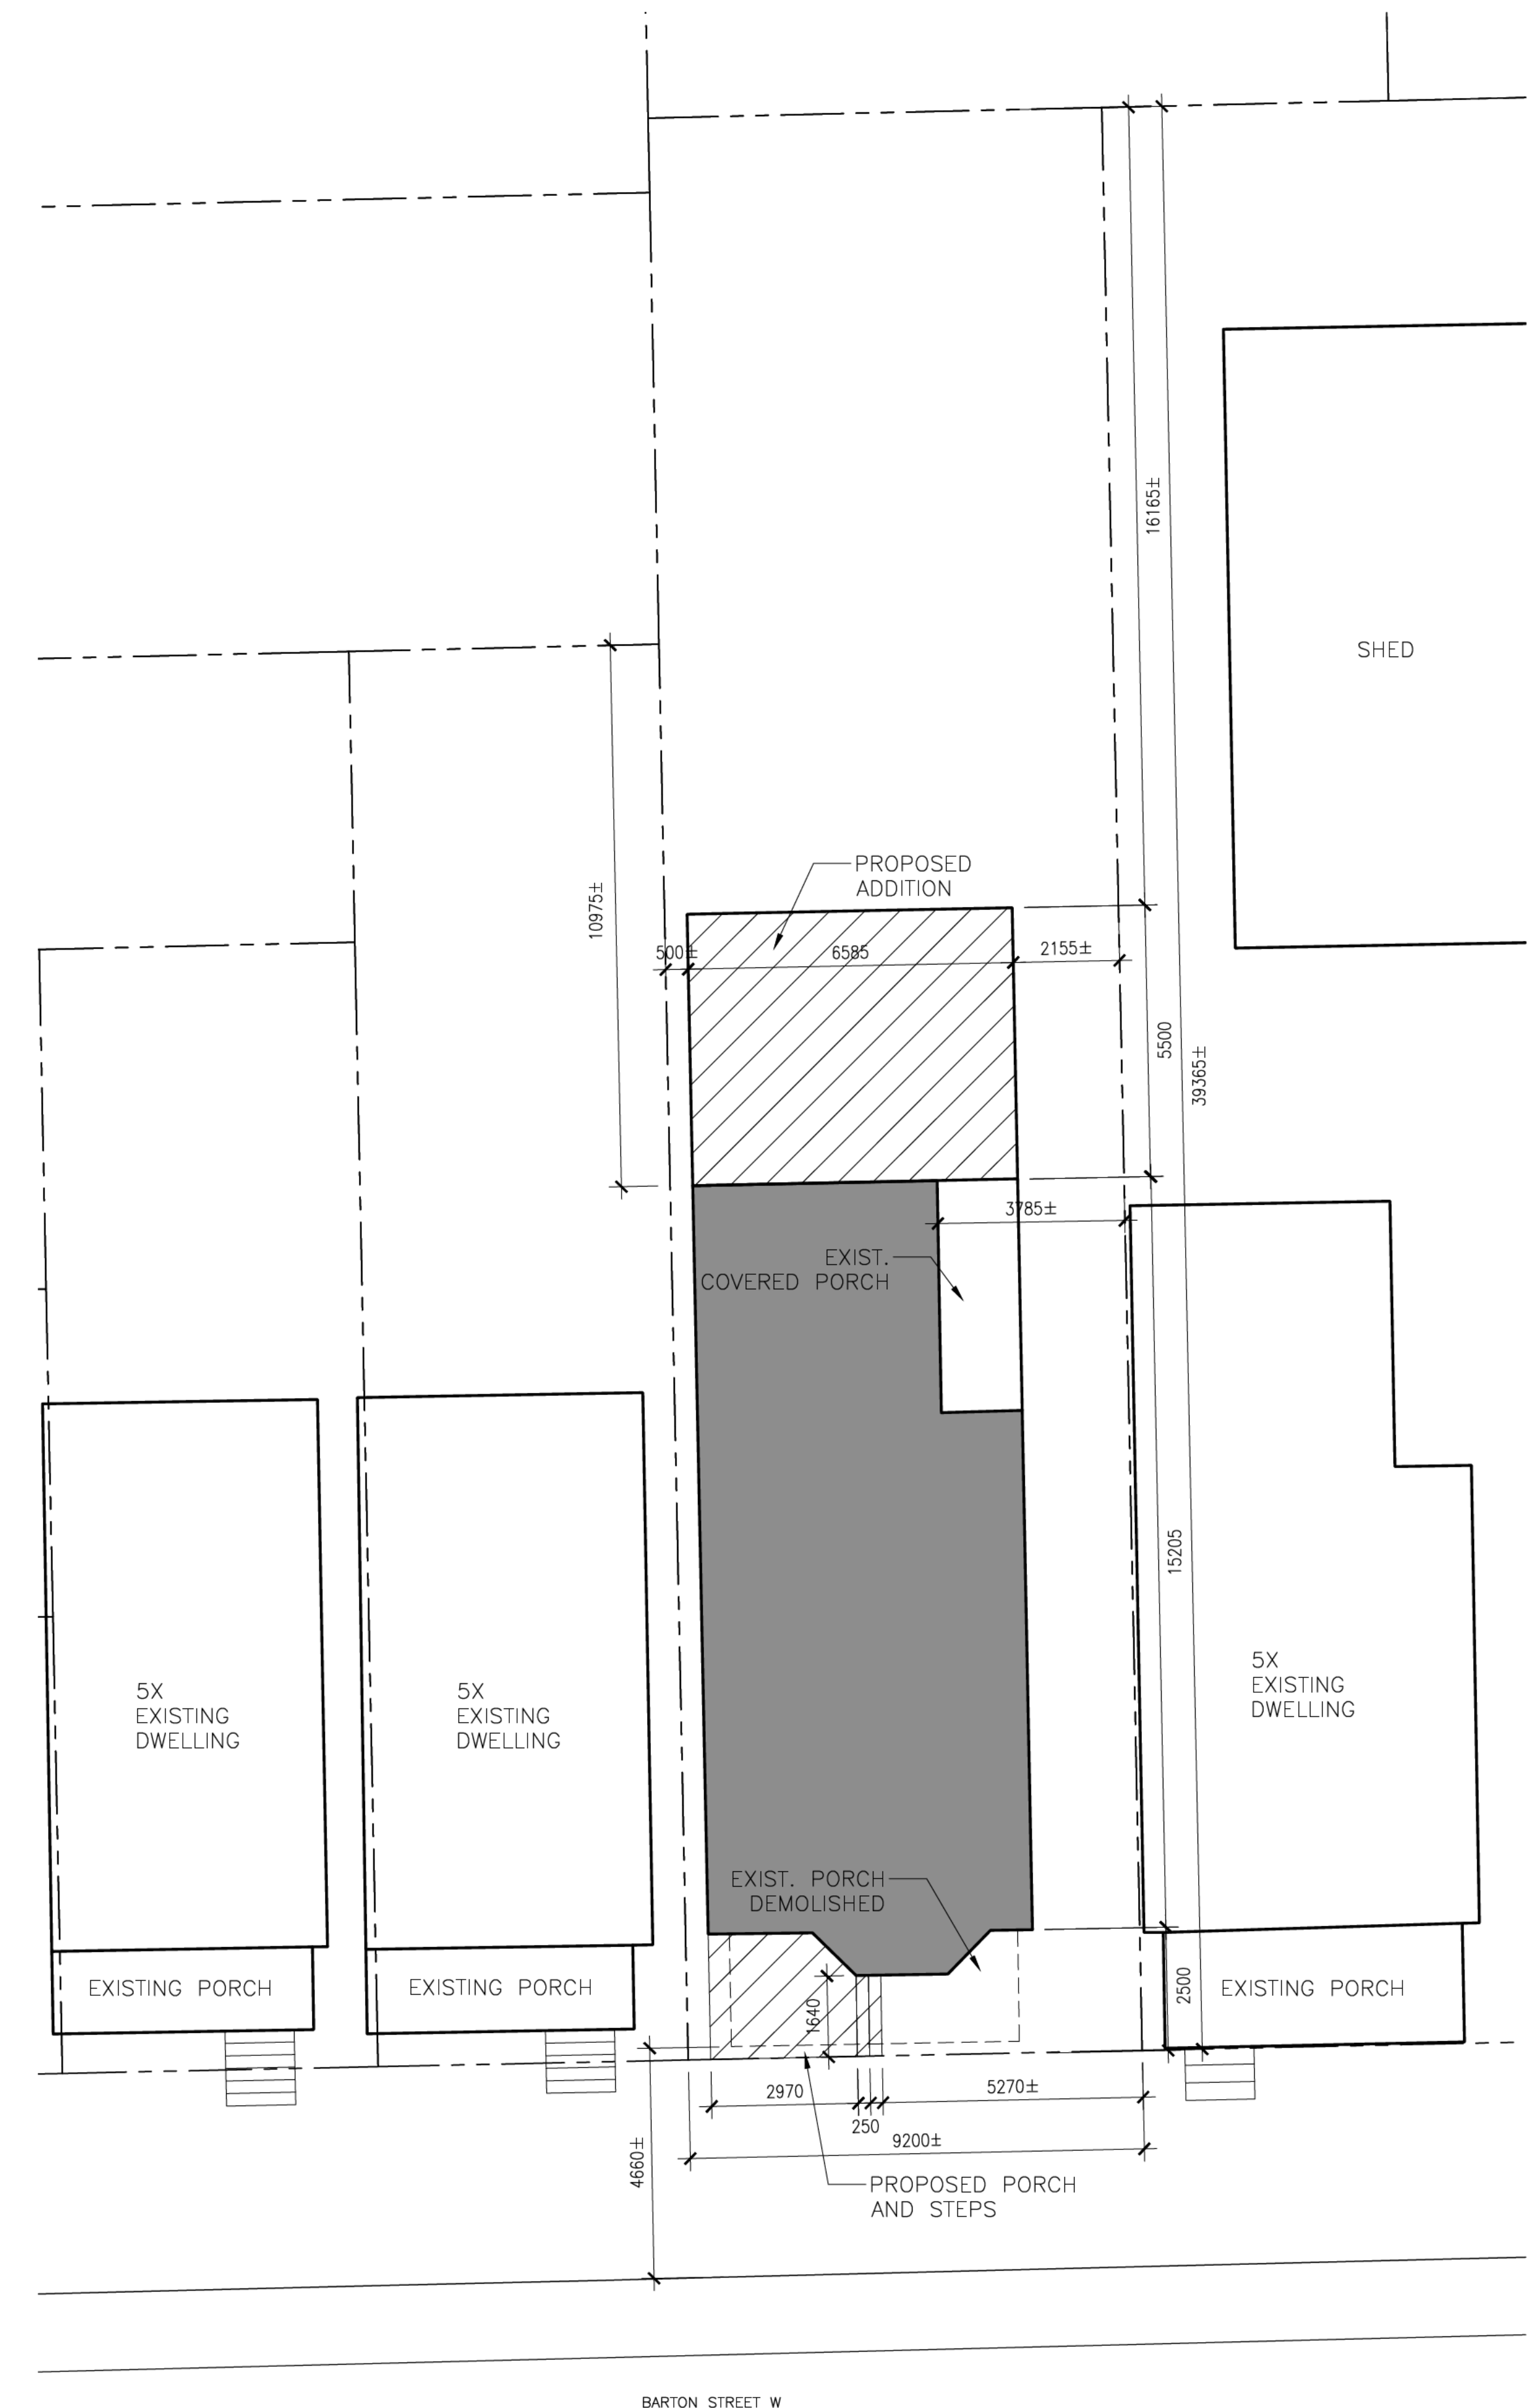 16165±
SHED
PROPOSED
ADDITION
10975±
500±
6585
2155±
5500
39365±
3785±
EXIST.
COVERED PORCH
15205
5X
EXISTING
DWELLING
5X
EXISTING
DWELLING
5X
EXISTING
DWELLING
EXIST. PORCH
DEMOLISHED
EXISTING PORCH
EXISTING PORCH
1640
2500
EXISTING PORCH
2970
250
5270±
9200±
4660±
PROPOSED PORCH
AND STEPS
BARTON STREET W